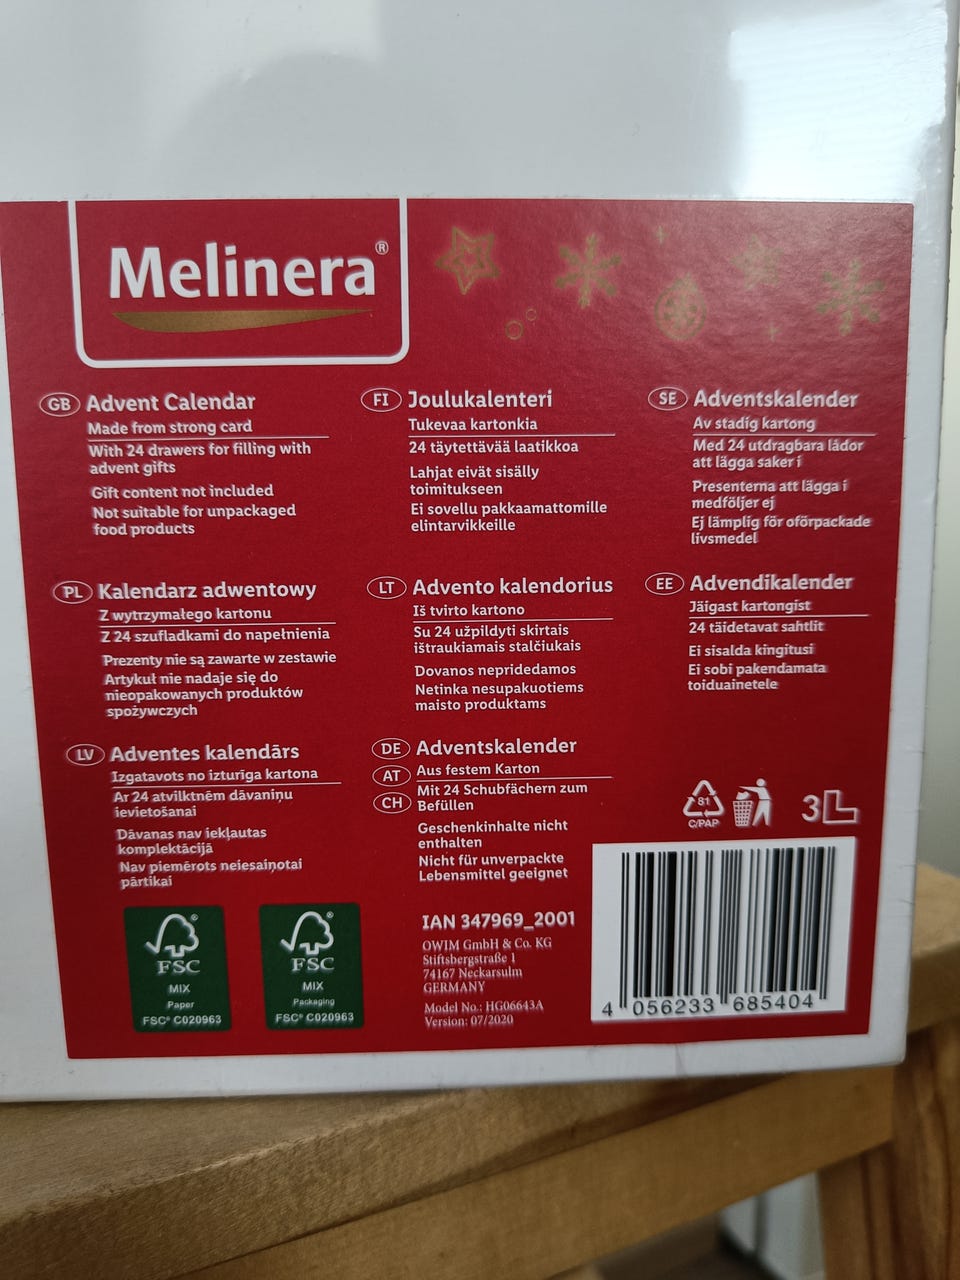 Melinera®
GB Advent Calendar
Made from strong card
With 24 drawers for filling with
advent gifts
Gift content not included
Not suitable for unpackaged
food products
FI Joulukalenteri
Tukevaa kartonkia
24 täytettävää laatikkoa
Lahjat eivät sisälly
toimitukseen
Ei sovellu pakkaamattomille
elintarvikkeille
SE Adventskalender
Av stadig kartong
Med 24 utdragbara lådor
att lägga saker i
Presenterna att lägga i
medföljer ej
Ej lämplig för oförpackade
livsmedel
PL Kalendarz adwentowy
Z wytrzymałego kartonu
Z 24 szufladkami do napełnienia
Prezenty nie są zawarte w zestawie
Artykuł nie nadaje się do
nieopakowanych produktów
spożywczych
LT Advento kalendorius
Iš tvirto kartono
Su 24 užpildyti skirtais
ištraukiamais stalčiukais
Dovanos nepridedamos
Netinka nesupakuotiems
maisto produktams
EE Advendikalender
Jäigast kartongist
24 täidetavat sahtlit
Ei sisalda kingitusi
Ei sobi pakendamata
toiduainetele
LV Adventes kalendārs
Izgatavots no izturīga kartona
Ar 24 atvilktnēm dāvaniņu
ievietošanai
Dāvanas nav iekļautas
komplektācijā
Nav piemērots neiesaiņotai
pārtikai
DE Adventskalender
AT Aus festem Karton
CH Mit 24 Schubfächern zum
Befüllen
Geschenkinhalte nicht
enthalten
Nicht für unverpackte
Lebensmittel geeignet
81
C/PAP
3L
FSC®
MIX
Paper
FSC® C020963
FSC®
MIX
Packaging
FSC® C020963
IAN 347969_2001
OWIM GmbH & Co. KG
Stiftsbergstraße 1
74167 Neckarsulm
GERMANY
Model No.: HG06643A
Version: 07/2020
4 056233 685404